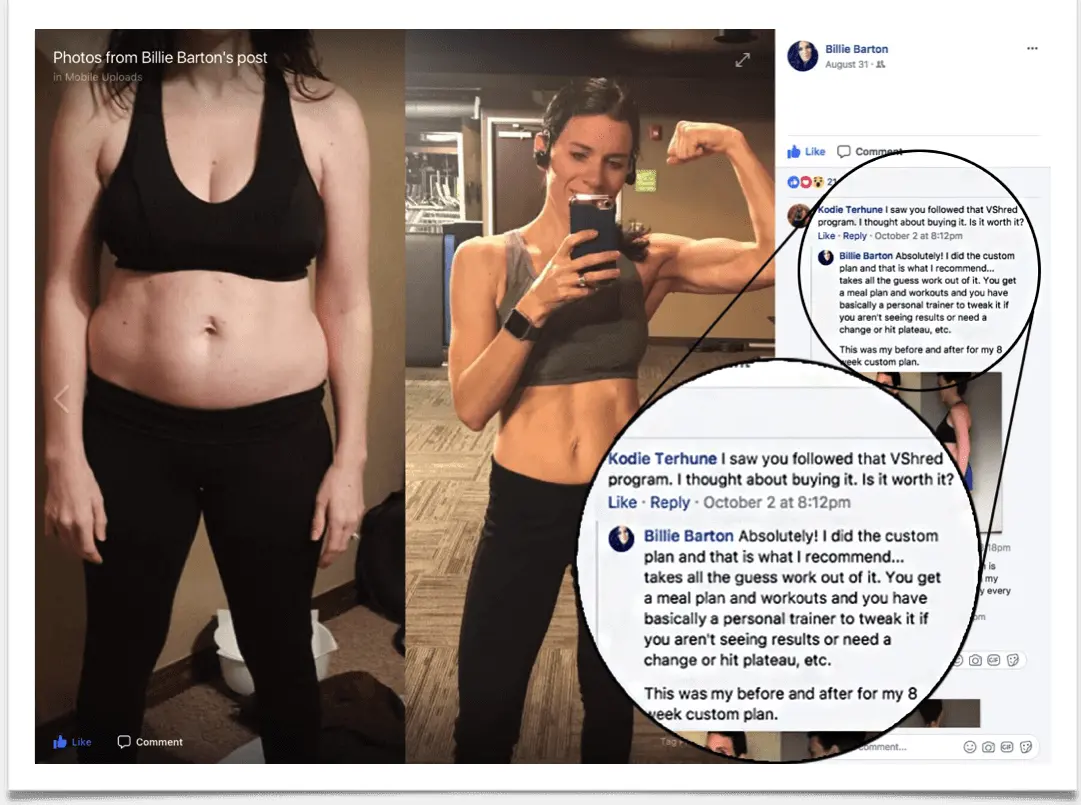 Photos from Billie Barton's post
in Mobile Uploads
Like
Comment
Tag
Billie Barton
August 31
Like
Comment
21
Kodie Terhune I saw you followed that VShred
program. I thought about buying it. Is it worth it?
Like · Reply · October 2 at 8:12pm
Billie Barton Absolutely! I did the custom
plan and that is what I recommend...
takes all the guess work out of it. You get
a meal plan and workouts and you have
basically a personal trainer to tweak it if
you aren't seeing results or need a
change or hit plateau, etc.
This was my before and after for my 8
week custom plan.
Kodie Terhune I saw you followed that VShred
program. I thought about buying it. Is it worth it?
Like · Reply · October 2 at 8:12pm
Billie Barton Absolutely! I did the custom
plan and that is what I recommend...
takes all the guess work out of it. You get
a meal plan and workouts and you have
basically a personal trainer to tweak it if
you aren't seeing results or need a
change or hit plateau, etc.
This was my before and after for my 8
week custom plan.
is
my
every